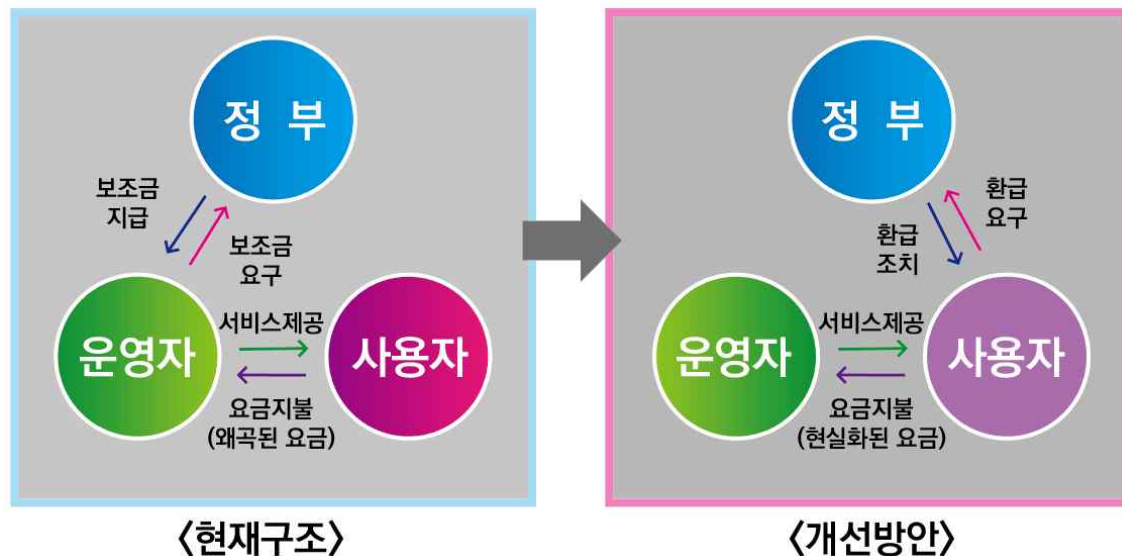 정 부
보조금
지급
보조금
요구
운영자
서비스제공
사용자
요금지불
(왜곡된 요금)
<현재구조>
정 부
환급
요구
환급
조치
운영자
서비스제공
사용자
요금지불
(현실화된 요금)
<개선방안>